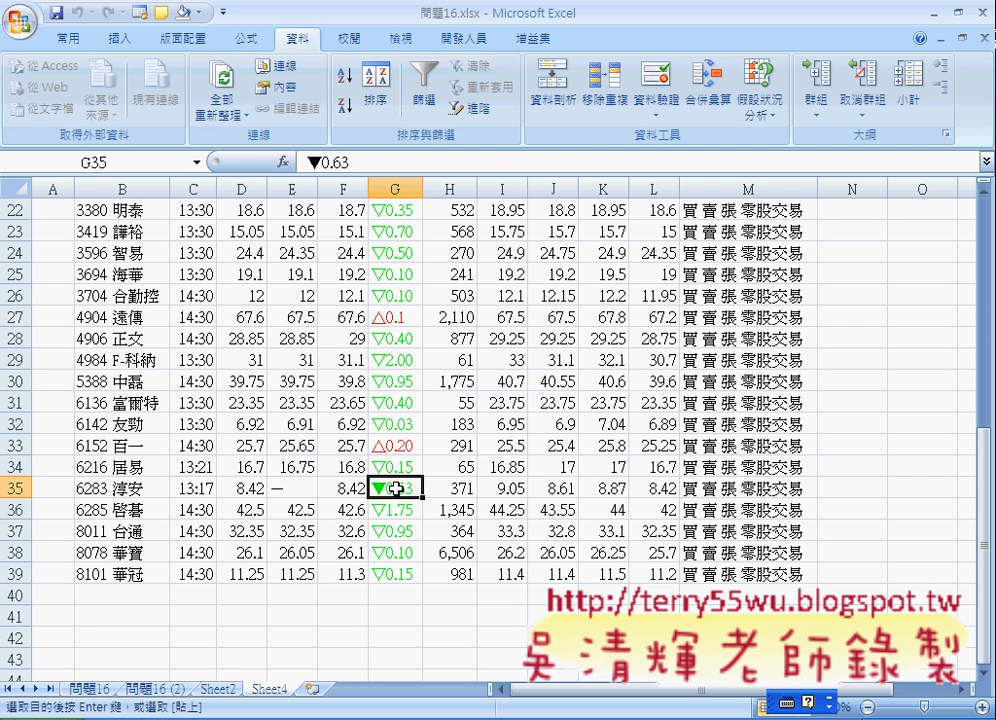 問題16.xlsx - Microsoft Excel
常用 插入 版面配置 公式 資料 校閱 檢視 開發人員 增益集
從 Access
從 Web
從文字檔
從其他來源
現有連線
取得外部資料
全部重新整理
連線
內容
編輯連結
連線
排序
篩選
清除
重新套用
進階
排序與篩選
資料剖析 移除重複 資料驗證 合併彙算 假設狀況分析
資料工具
群組 取消群組 小計
大綱
G35 fx ▼0.63
A B C D E F G H I J K L M N O
22 3380 明泰 13:30 18.6 18.6 18.7 ▽0.35 532 18.95 18.8 18.95 18.6 買 賣 張 零股交易
23 3419 譁裕 13:30 15.05 15.05 15.1 ▽0.70 568 15.75 15.7 15.7 15 買 賣 張 零股交易
24 3596 智易 13:30 24.4 24.35 24.4 ▽0.50 270 24.9 24.75 24.9 24.35 買 賣 張 零股交易
25 3694 海華 13:30 19.1 19.1 19.2 ▽0.10 241 19.2 19.2 19.5 19 買 賣 張 零股交易
26 3704 合勤控 14:30 12 12 12.1 ▽0.10 503 12.1 12.15 12.2 11.95 買 賣 張 零股交易
27 4904 遠傳 14:30 67.6 67.5 67.6 △0.1 2,110 67.5 67.5 67.8 67.2 買 賣 張 零股交易
28 4906 正文 14:30 28.85 28.85 29 ▽0.40 877 29.25 29.25 29.25 28.75 買 賣 張 零股交易
29 4984 F-科納 13:30 31 31 31.1 ▽2.00 61 33 31.1 32.1 30.7 買 賣 張 零股交易
30 5388 中磊 14:30 39.75 39.75 39.8 ▽0.95 1,775 40.7 40.55 40.6 39.6 買 賣 張 零股交易
31 6136 富爾特 13:30 23.35 23.35 23.65 ▽0.40 55 23.75 23.75 23.75 23.35 買 賣 張 零股交易
32 6142 友勁 13:30 6.92 6.91 6.92 ▽0.03 183 6.95 6.9 7.04 6.89 買 賣 張 零股交易
33 6152 百一 14:30 25.7 25.65 25.7 △0.20 291 25.5 25.4 25.8 25.25 買 賣 張 零股交易
34 6216 居易 13:21 16.7 16.75 16.8 ▽0.15 65 16.85 17 17 16.7 買 賣 張 零股交易
35 6283 淳安 13:17 8.42 － 8.42 ▼0.63 371 9.05 8.61 8.87 8.42 買 賣 張 零股交易
36 6285 啓碁 14:30 42.5 42.5 42.6 ▽1.75 1,345 44.25 43.55 44 42 買 賣 張 零股交易
37 8011 台通 14:30 32.35 32.35 32.6 ▽0.95 364 33.3 32.8 33.1 32.35 買 賣 張 零股交易
38 8078 華寶 14:30 26.1 26.05 26.1 ▽0.10 6,506 26.2 26.05 26.25 25.7 買 賣 張 零股交易
39 8101 華冠 14:30 11.25 11.25 11.3 ▽0.15 981 11.4 11.4 11.5 11.2 買 賣 張 零股交易
40
41
42
43
http://terry55wu.blogspot.tw
吳清輝老師錄製
問題16 問題16 (2) Sheet2 Sheet4
選取目的後按 Enter 鍵，或選取 [貼上]